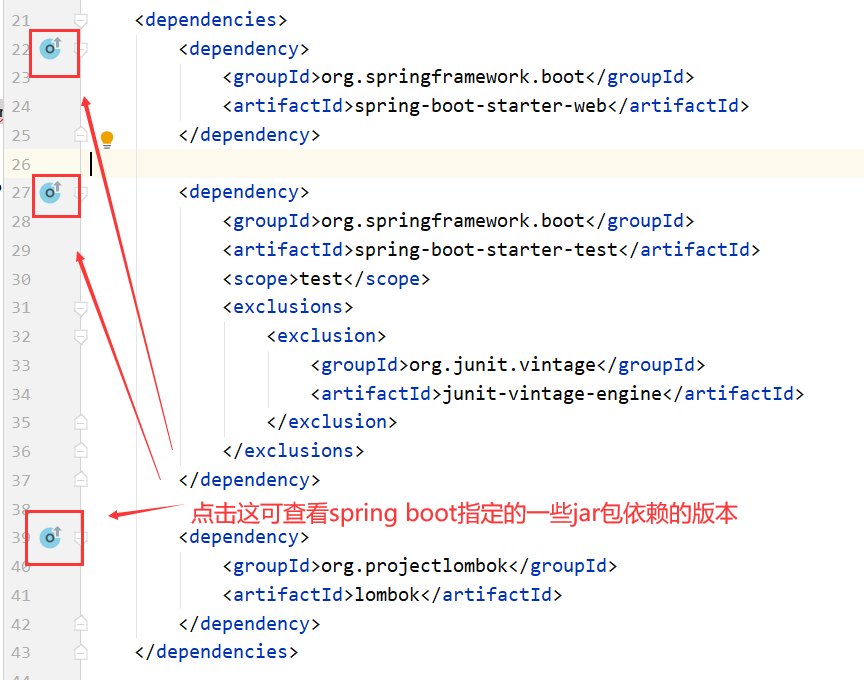 21 <dependencies>
22 <dependency>
23 <groupId>org.springframework.boot</groupId>
24 <artifactId>spring-boot-starter-web</artifactId>
25 </dependency>
26
27 <dependency>
28 <groupId>org.springframework.boot</groupId>
29 <artifactId>spring-boot-starter-test</artifactId>
30 <scope>test</scope>
31 <exclusions>
32 <exclusion>
33 <groupId>org.junit.vintage</groupId>
34 <artifactId>junit-vintage-engine</artifactId>
35 </exclusion>
36 </exclusions>
37 </dependency>
38 点击这可查看spring boot指定的一些jar包依赖的版本
39 <dependency>
40 <groupId>org.projectlombok</groupId>
41 <artifactId>lombok</artifactId>
42 </dependency>
43 </dependencies>
44